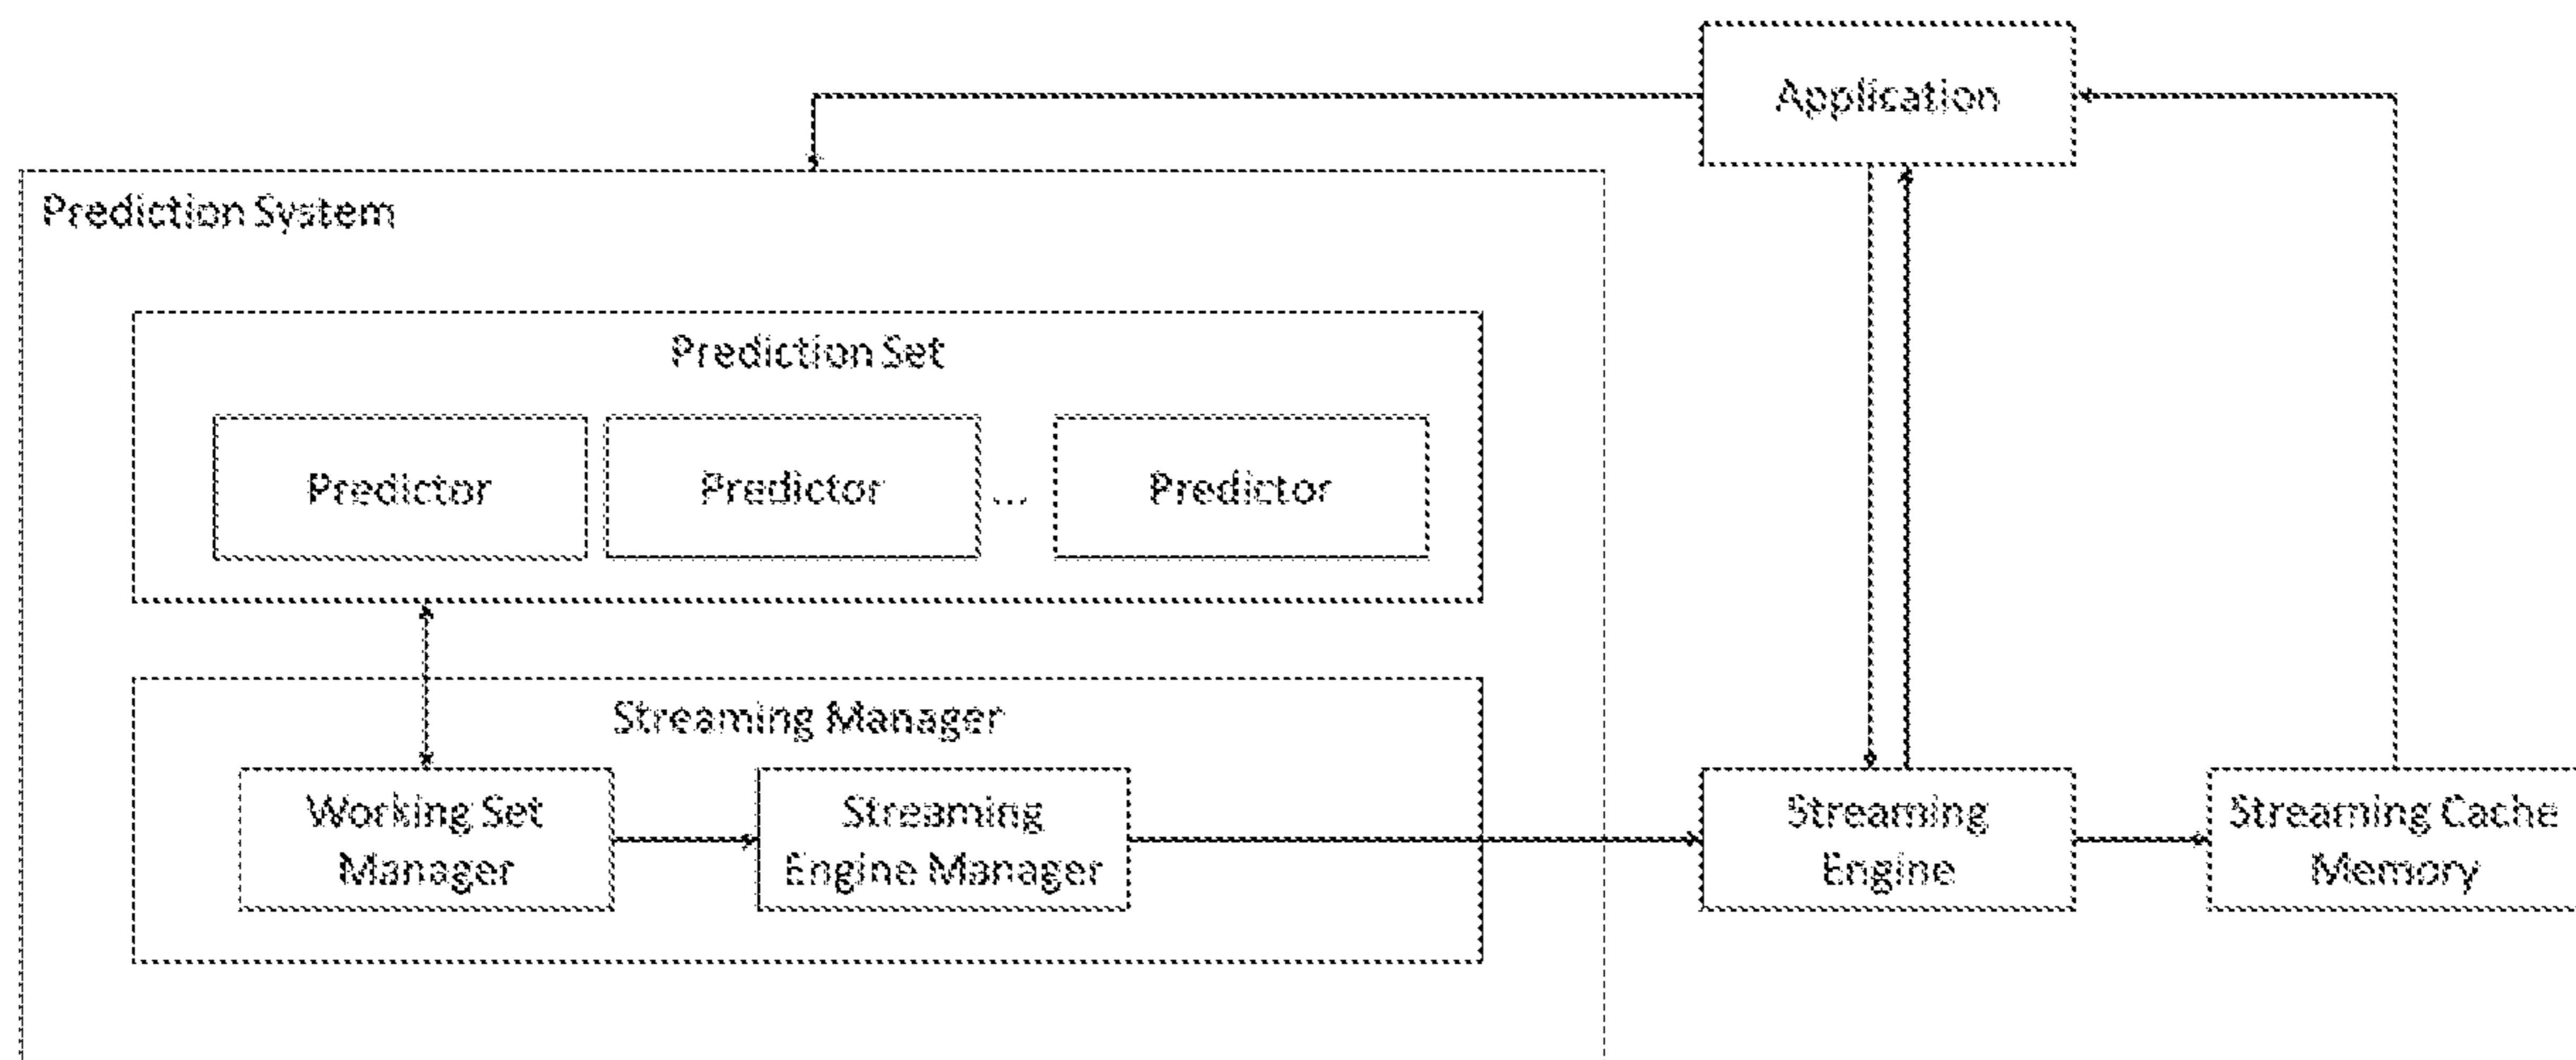 Application
Prediction System
Prediction Set
Predictor
Predictor
...
Predictor
Streaming Manager
Working Set
Manager
Streaming
Engine Manager
Streaming
Engine
Streaming Cache
Memory